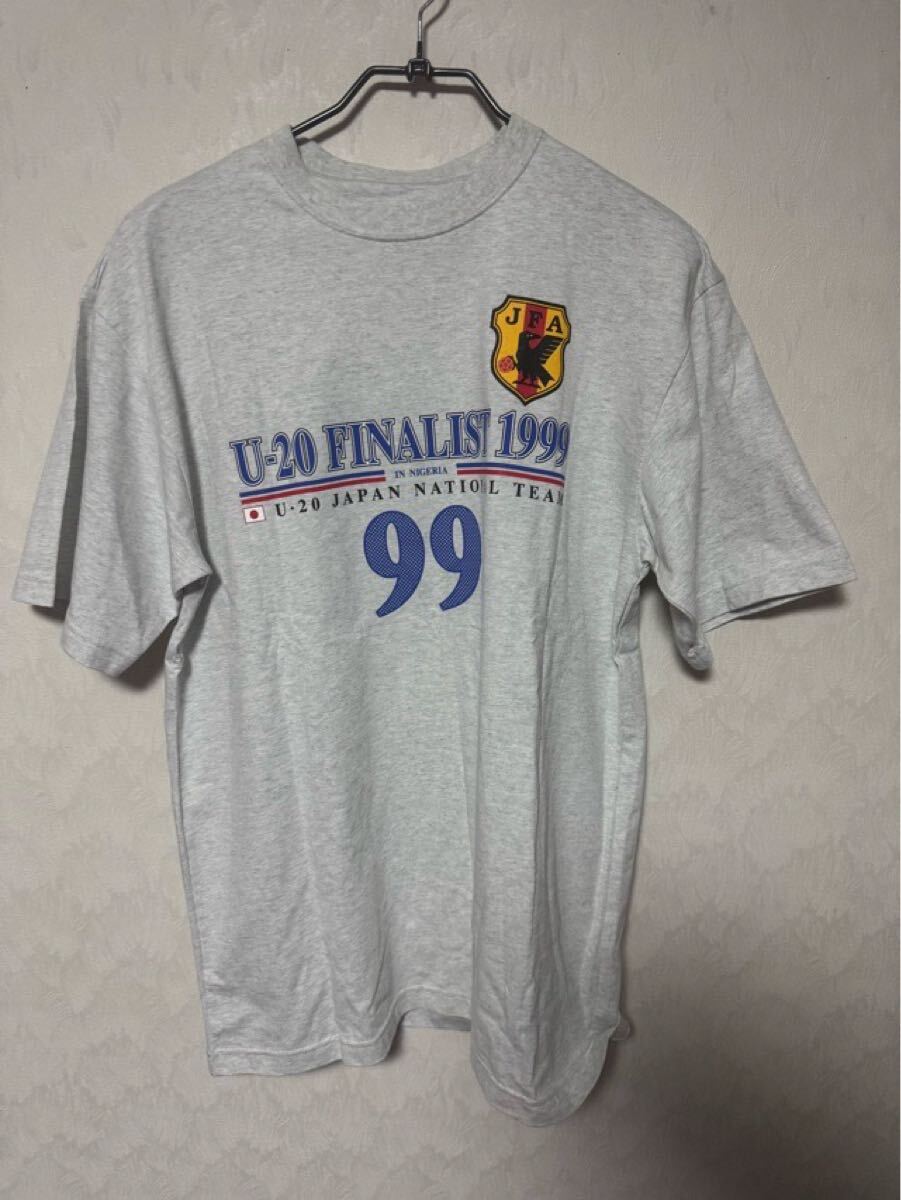 JFA
U-20 FINALIST 1999
IN NIGERIA
U-20 JAPAN NATIONAL TEAM
99